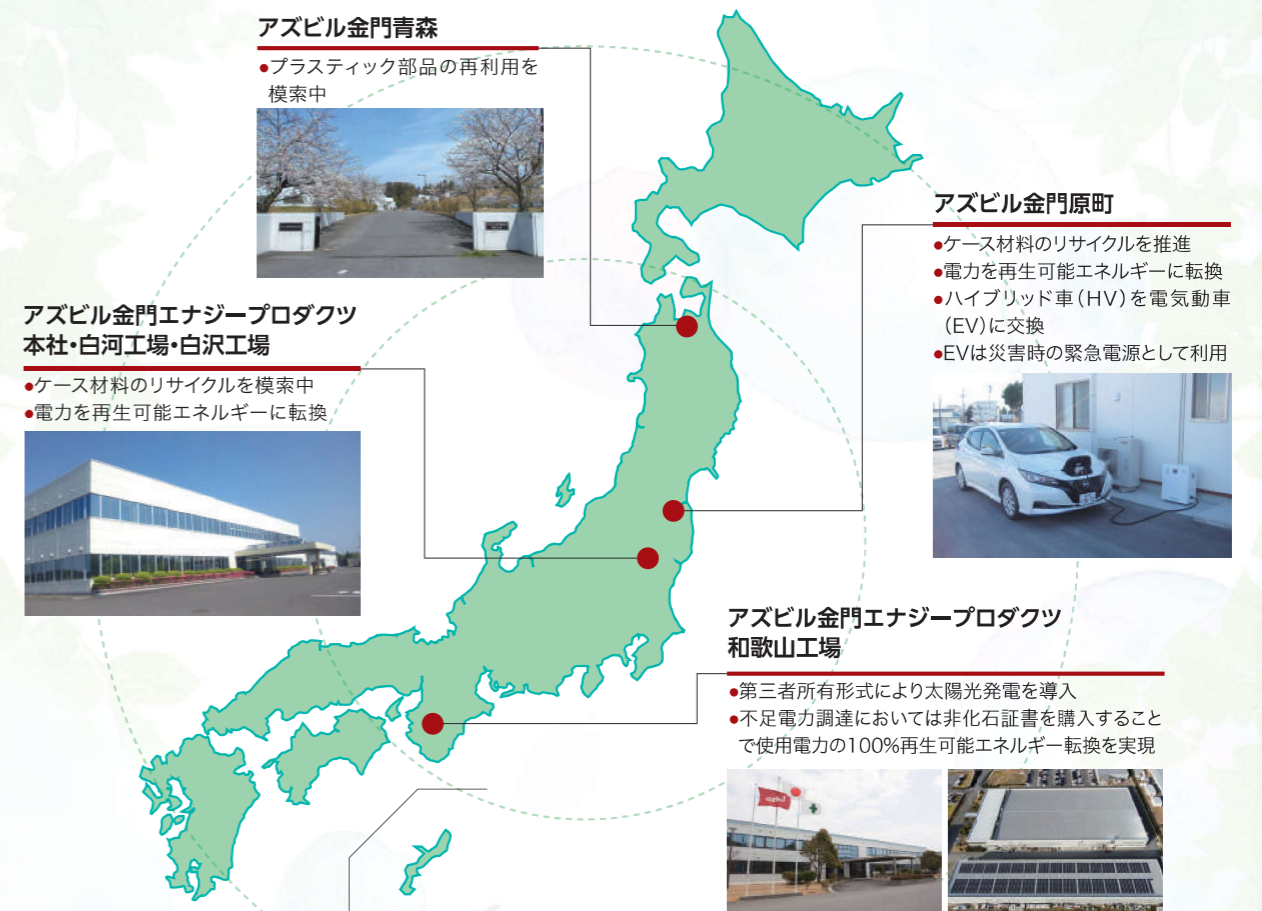 アズビル金門青森
●プラスティック部品の再利用を
模索中
アズビル金門原町
●ケース材料のリサイクルを推進
●電力を再生可能エネルギーに転換
●ハイブリッド車（HV）を電気動車
（EV）に交換
●EVは災害時の緊急電源として利用
アズビル金門エナジープロダクツ
本社・白河工場・白沢工場
●ケース材料のリサイクルを模索中
●電力を再生可能エネルギーに転換
アズビル金門エナジープロダクツ
和歌山工場
●第三者所有形式により太陽光発電を導入
●不足電力調達においては非化石証書を購入すること
で使用電力の100%再生可能エネルギー転換を実現
azbil